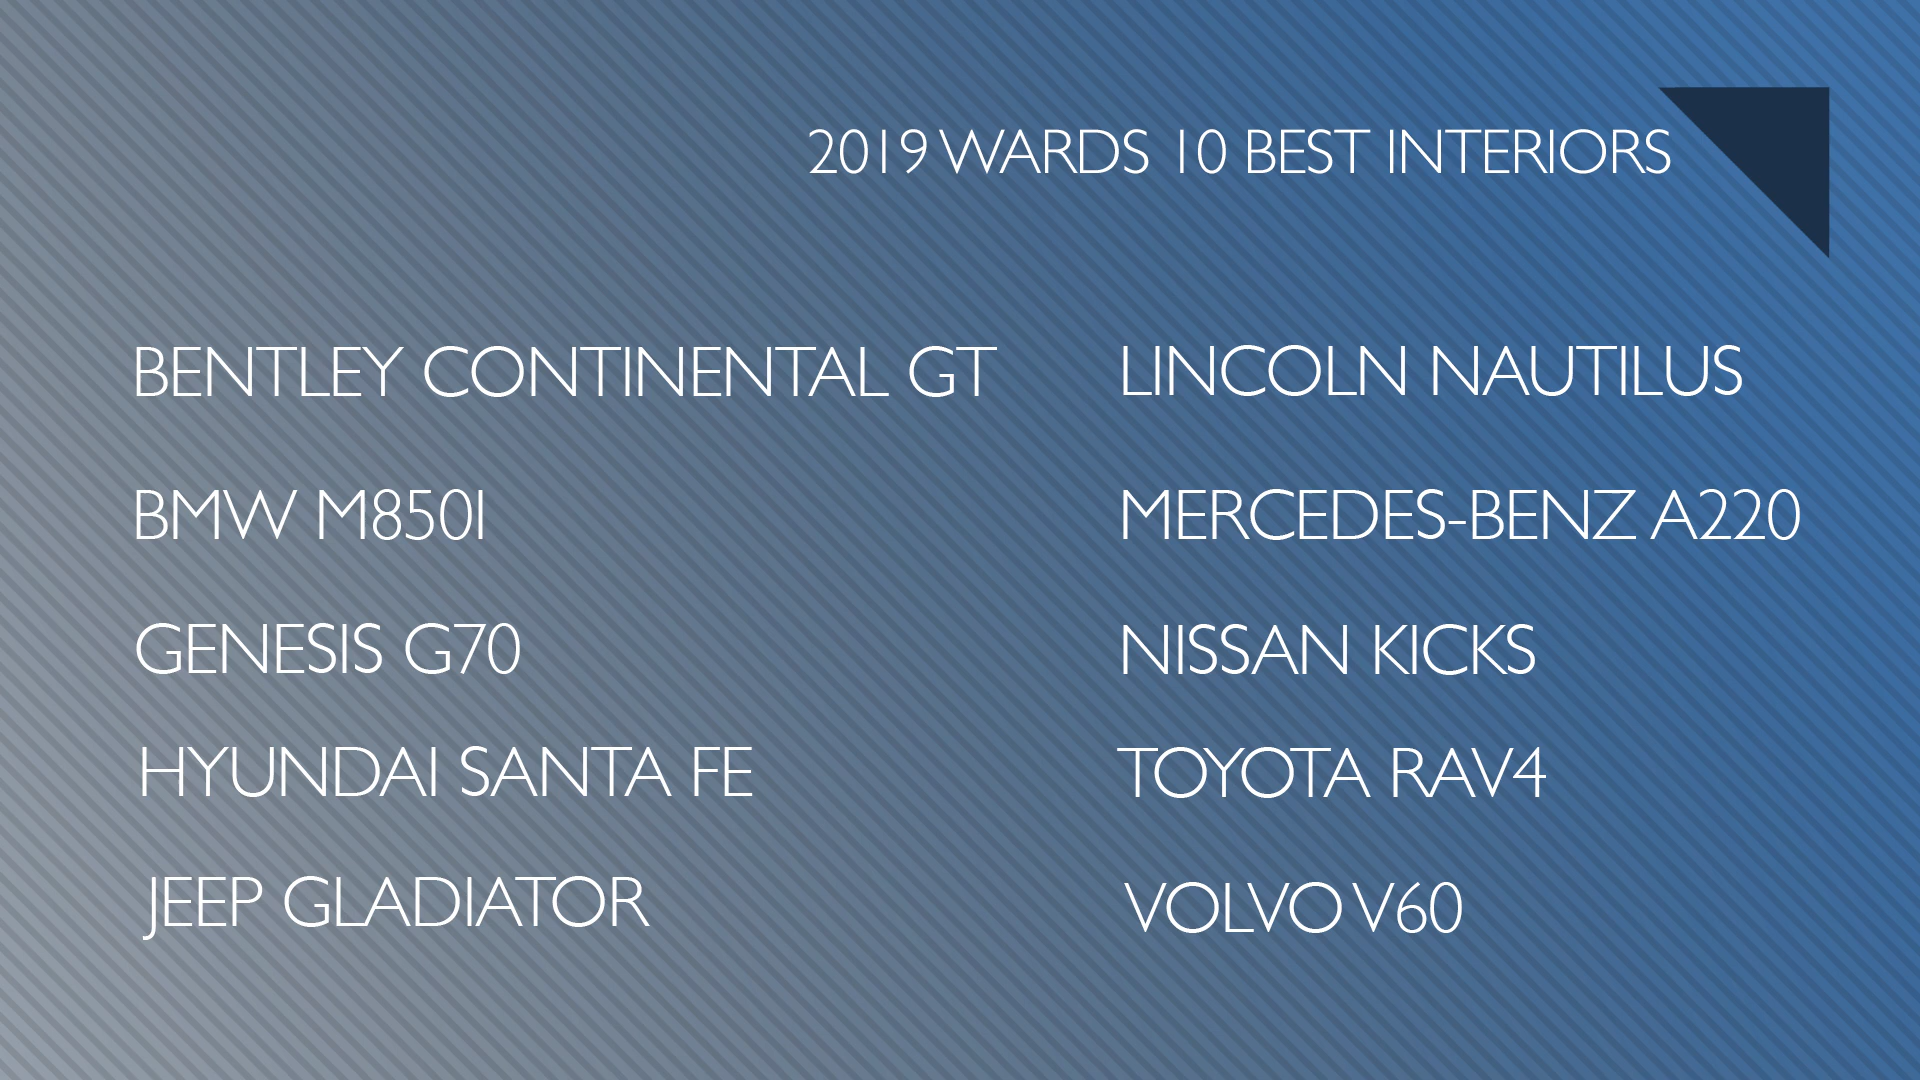 2019 WARDS 10 BEST INTERIORS
BENTLEY CONTINENTAL GT
BMW M850I
GENESIS G70
HYUNDAI SANTA FE
JEEP GLADIATOR
LINCOLN NAUTILUS
MERCEDES-BENZ A220
NISSAN KICKS
TOYOTA RAV4
VOLVO V60